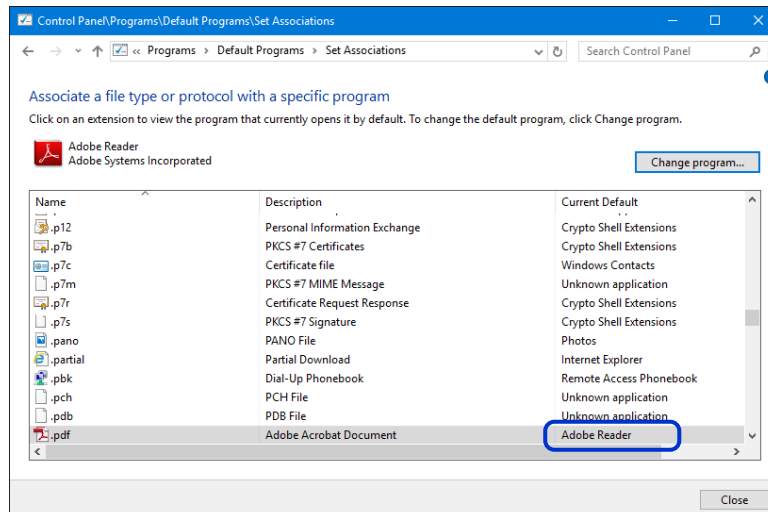 Control Panel\Programs\Default Programs\Set Associations
« Programs > Default Programs > Set Associations
Search Control Panel
Associate a file type or protocol with a specific program
Click on an extension to view the program that currently opens it by default. To change the default program, click Change program.
Adobe Reader
Adobe Systems Incorporated
Change program...
Name Description Current Default
.p12 Personal Information Exchange Crypto Shell Extensions
.p7b PKCS #7 Certificates Crypto Shell Extensions
.p7c Certificate file Windows Contacts
.p7m PKCS #7 MIME Message Unknown application
.p7r Certificate Request Response Crypto Shell Extensions
.p7s PKCS #7 Signature Crypto Shell Extensions
.pano PANO File Photos
.partial Partial Download Internet Explorer
.pbk Dial-Up Phonebook Remote Access Phonebook
.pch PCH File Unknown application
.pdb PDB File Unknown application
.pdf Adobe Acrobat Document Adobe Reader
Close